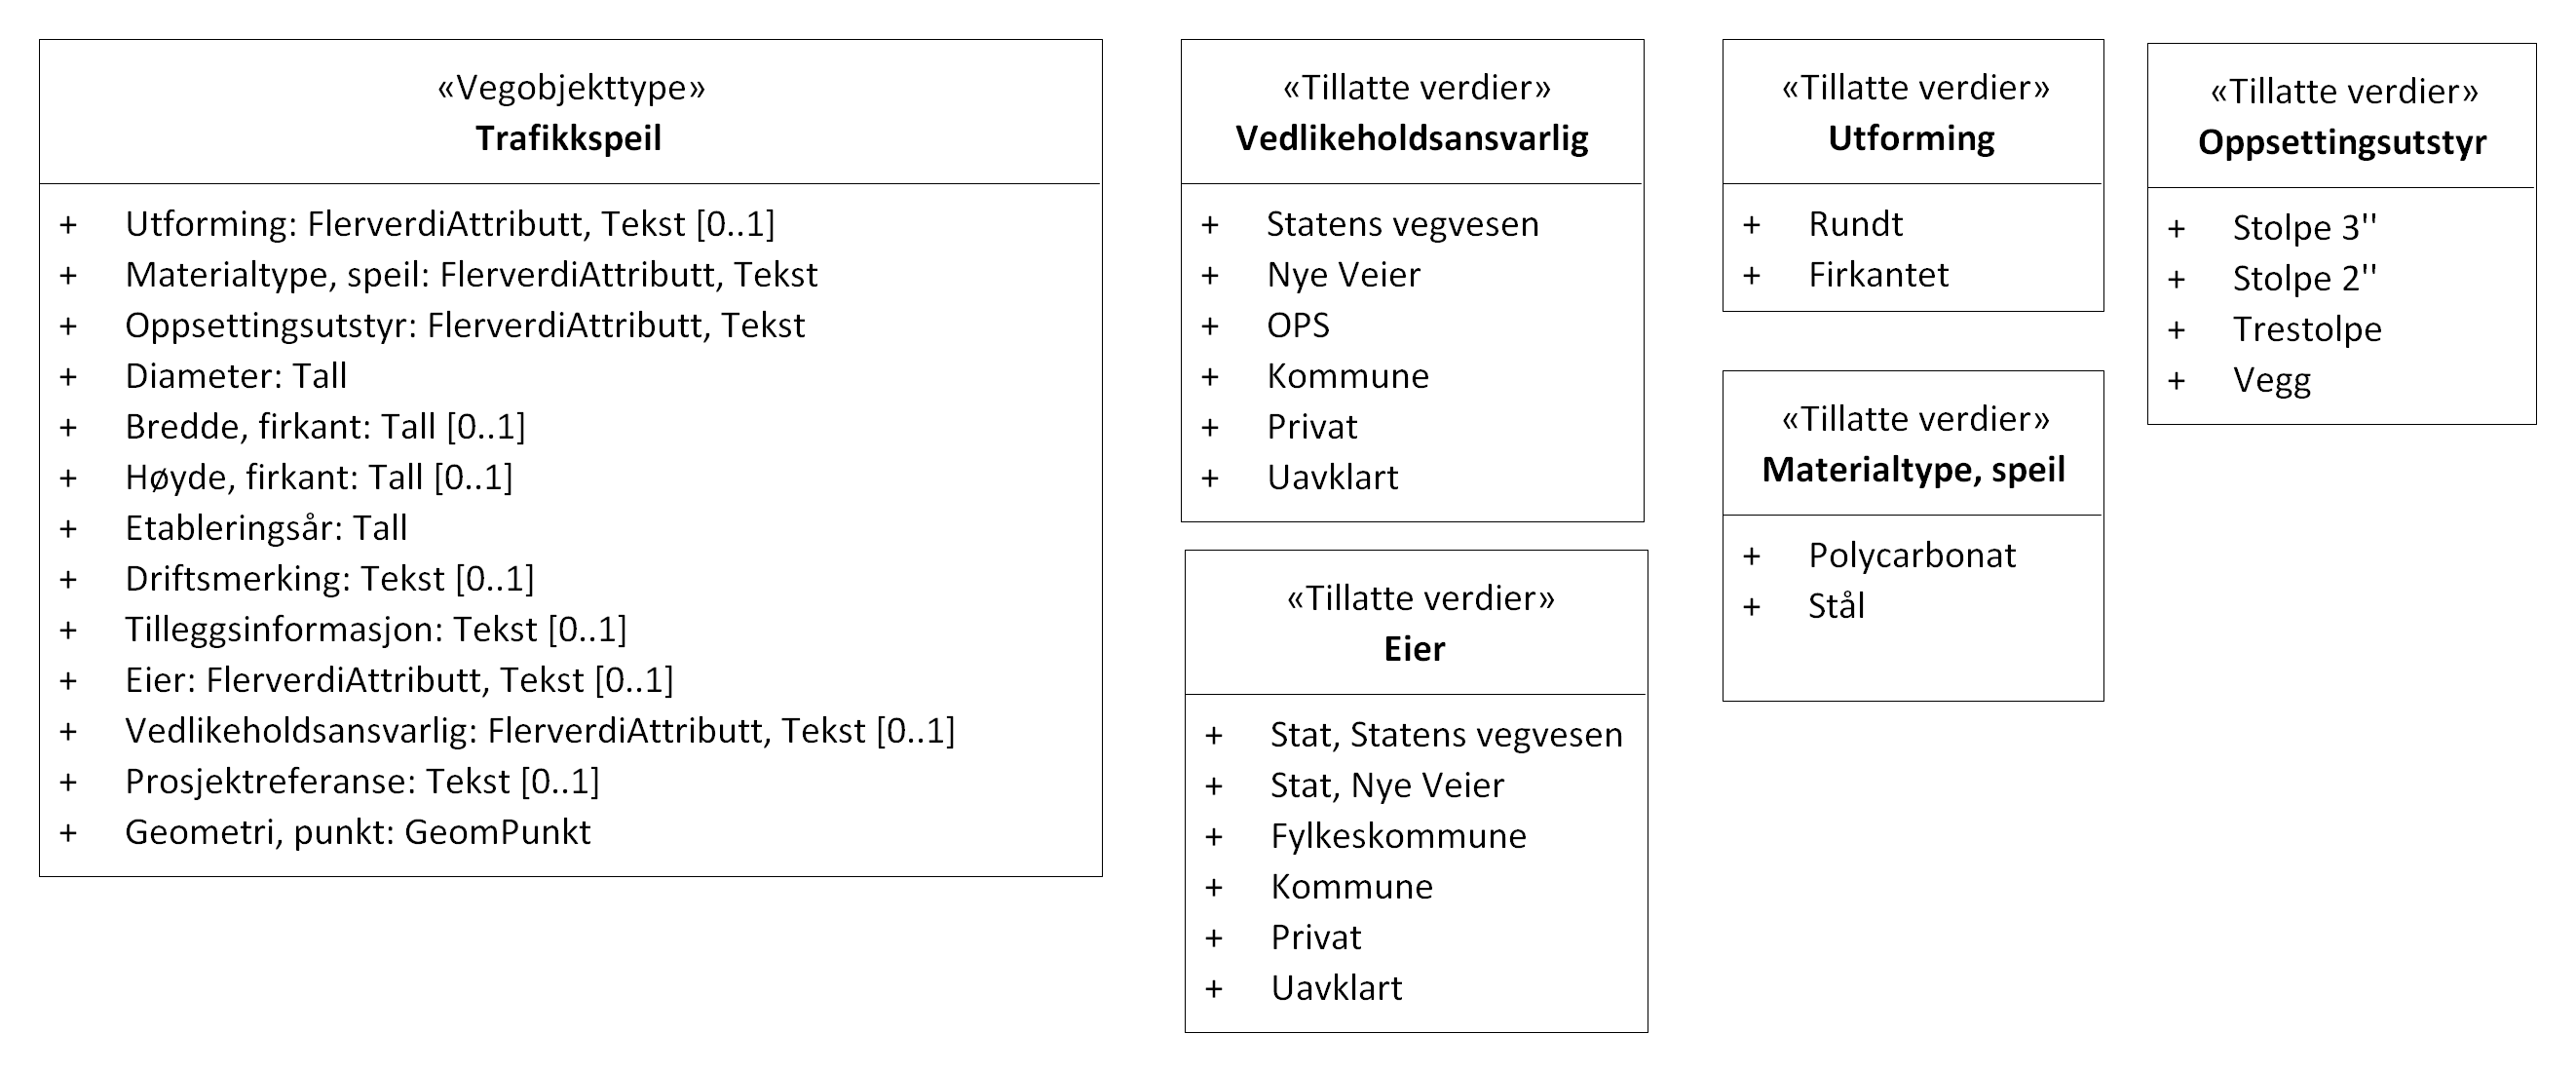 «Vegobjekttype»
Trafikkspeil
+ Utforming: FlerverdiAttributt, Tekst [0..1]
+ Materialtype, speil: FlerverdiAttributt, Tekst
+ Oppsettingsutstyr: FlerverdiAttributt, Tekst
+ Diameter: Tall
+ Bredde, firkant: Tall [0..1]
+ Høyde, firkant: Tall [0..1]
+ Etableringsår: Tall
+ Driftsmerking: Tekst [0..1]
+ Tilleggsinformasjon: Tekst [0..1]
+ Eier: FlerverdiAttributt, Tekst [0..1]
+ Vedlikeholdsansvarlig: FlerverdiAttributt, Tekst [0..1]
+ Prosjektreferanse: Tekst [0..1]
+ Geometri, punkt: GeomPunkt
«Tillatte verdier»
Vedlikeholdsansvarlig
+ Statens vegvesen
+ Nye Veier
+ OPS
+ Kommune
+ Privat
+ Uavklart
«Tillatte verdier»
Eier
+ Stat, Statens vegvesen
+ Stat, Nye Veier
+ Fylkeskommune
+ Kommune
+ Privat
+ Uavklart
«Tillatte verdier»
Utforming
+ Rundt
+ Firkantet
«Tillatte verdier»
Materialtype, speil
+ Polycarbonat
+ Stål
«Tillatte verdier»
Oppsettingsutstyr
+ Stolpe 3"
+ Stolpe 2"
+ Trestolpe
+ Vegg